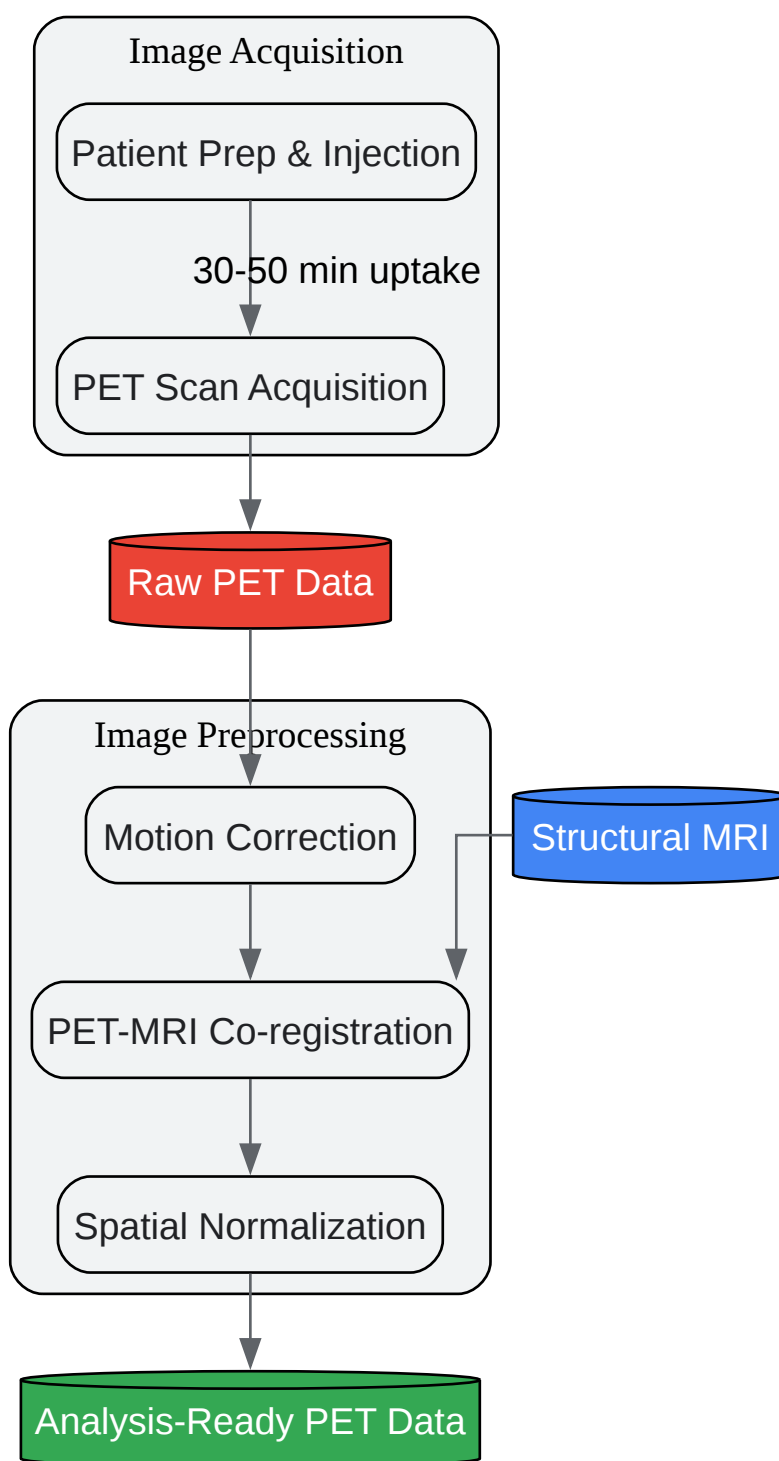 Image Acquisition
Patient Prep & Injection
30-50 min uptake
PET Scan Acquisition
Raw PET Data
Image Preprocessing
Motion Correction
Structural MRI
PET-MRI Co-registration
Spatial Normalization
Analysis-Ready PET Data